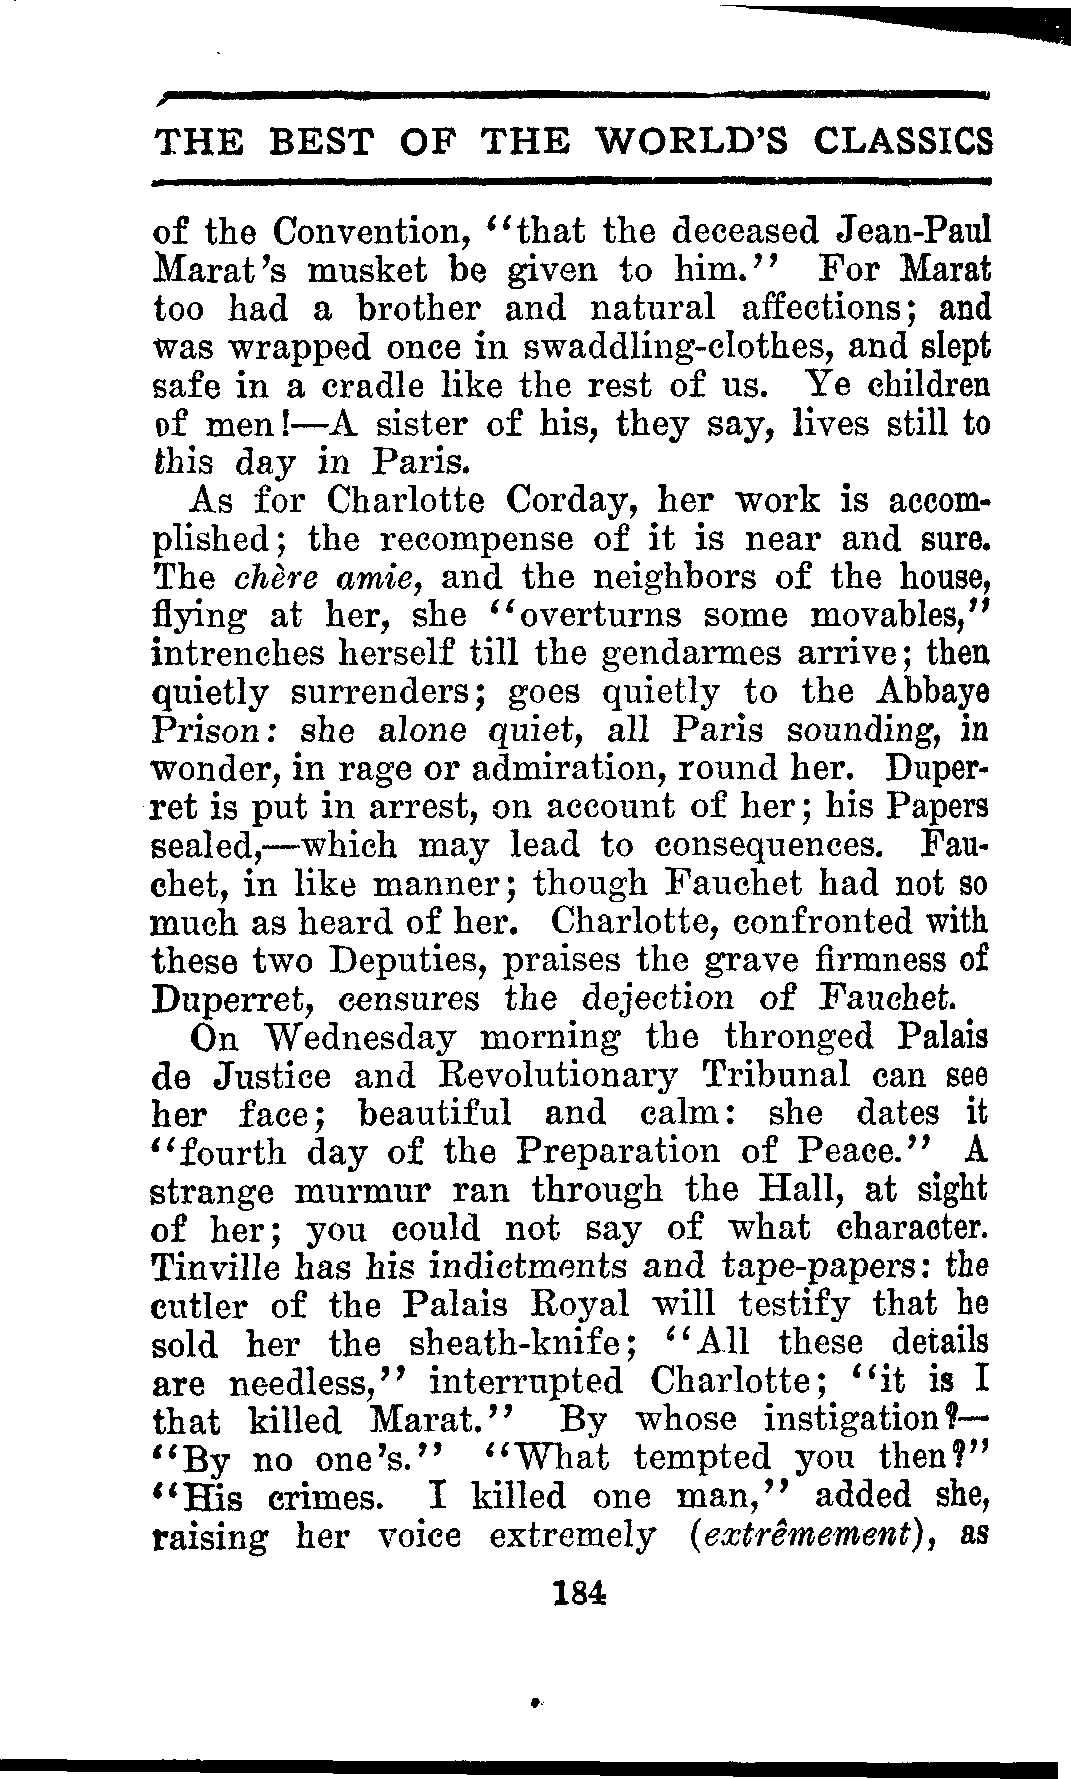 THE BEST OF THE WORLD'S CLASSICS
of the Convention, "that the deceased Jean-Paul
Marat's musket be given to him." For Marat
too had a brother and natural affections; and
was wrapped once in swaddling-clothes, and slept
safe in a cradle like the rest of us. Ye children
of men!—A sister of his, they say, lives still to
this day in Paris.
As for Charlotte Corday, her work is accom-
plished; the recompense of it is near and sure.
The chère amie, and the neighbors of the house,
flying at her, she "overturns some movables,"
intrenches herself till the gendarmes arrive; then
quietly surrenders; goes quietly to the Abbaye
Prison: she alone quiet, all Paris sounding, in
wonder, in rage or admiration, round her. Duper-
ret is put in arrest, on account of her; his Papers
sealed,—which may lead to consequences. Fau-
chet, in like manner; though Fauchet had not so
much as heard of her. Charlotte, confronted with
these two Deputies, praises the grave firmness of
Duperret, censures the dejection of Fauchet.
On Wednesday morning the thronged Palais
de Justice and Revolutionary Tribunal can see
her face; beautiful and calm: she dates it
"fourth day of the Preparation of Peace." A
strange murmur ran through the Hall, at sight
of her; you could not say of what character.
Tinville has his indictments and tape-papers: the
cutler of the Palais Royal will testify that he
sold her the sheath-knife; "All these details
are needless," interrupted Charlotte; "it is I
that killed Marat." By whose instigation?—
"By no one's." "What tempted you then?"
"His crimes. I killed one man," added she,
raising her voice extremely (extrêmement), as
184